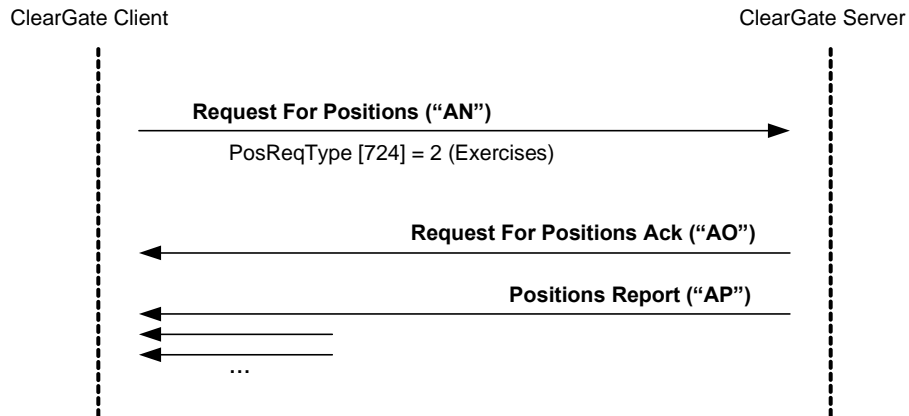 ClearGate Client
ClearGate Server
Request For Positions (“AN”)
PosReqType [724] = 2 (Exercises)
Request For Positions Ack (“AO”)
Positions Report (“AP”)
…